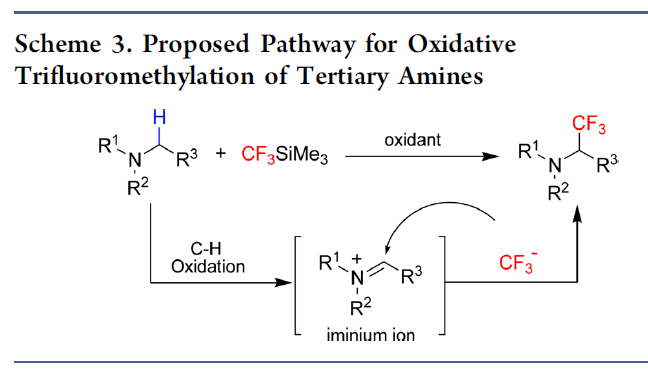 Scheme 3. Proposed Pathway for Oxidative
Trifluoromethylation of Tertiary Amines
H
R¹ N R² R³ + CF₃SiMe₃ oxidant CF₃ R¹ N R² R³
C-H
Oxidation
R¹ + N R² R³
CF₃⁻
iminium ion